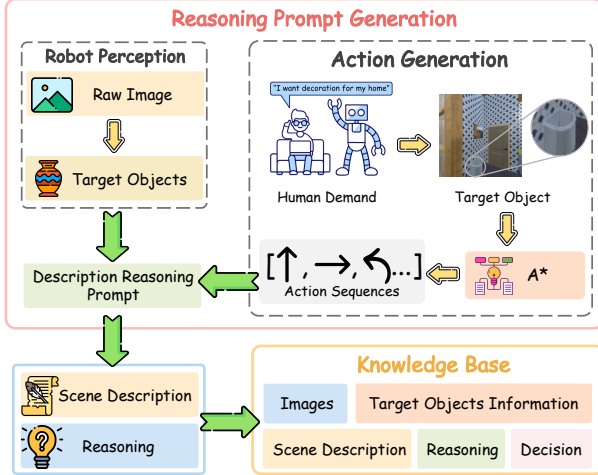 Reasoning Prompt Generation
Robot Perception
Raw Image
Target Objects
Action Generation
"I want decoration for my home"
Human Demand
Target Object
A*
[↑,→,↶...]
Action Sequences
Description Reasoning
Prompt
Scene Description
Reasoning
Knowledge Base
Images
Target Objects Information
Scene Description
Reasoning
Decision